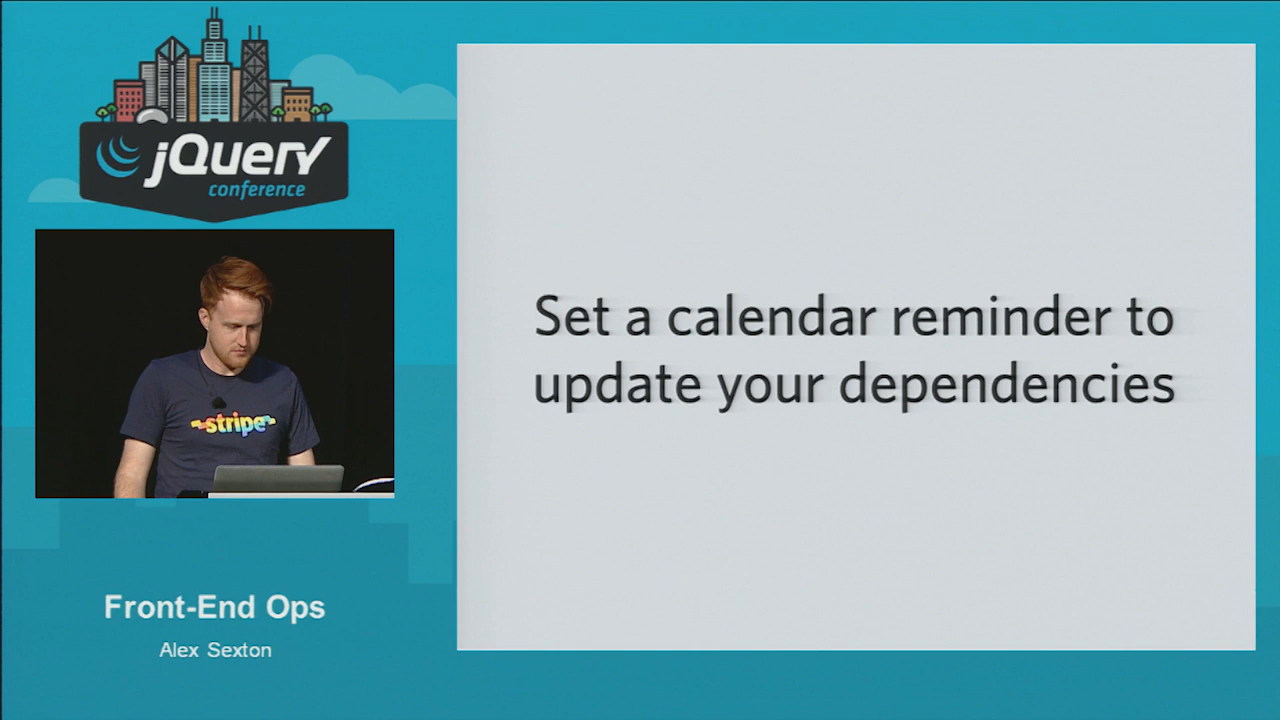 jQuery
conference
stripe
Front-End Ops
Alex Sexton
Set a calendar reminder to
update your dependencies